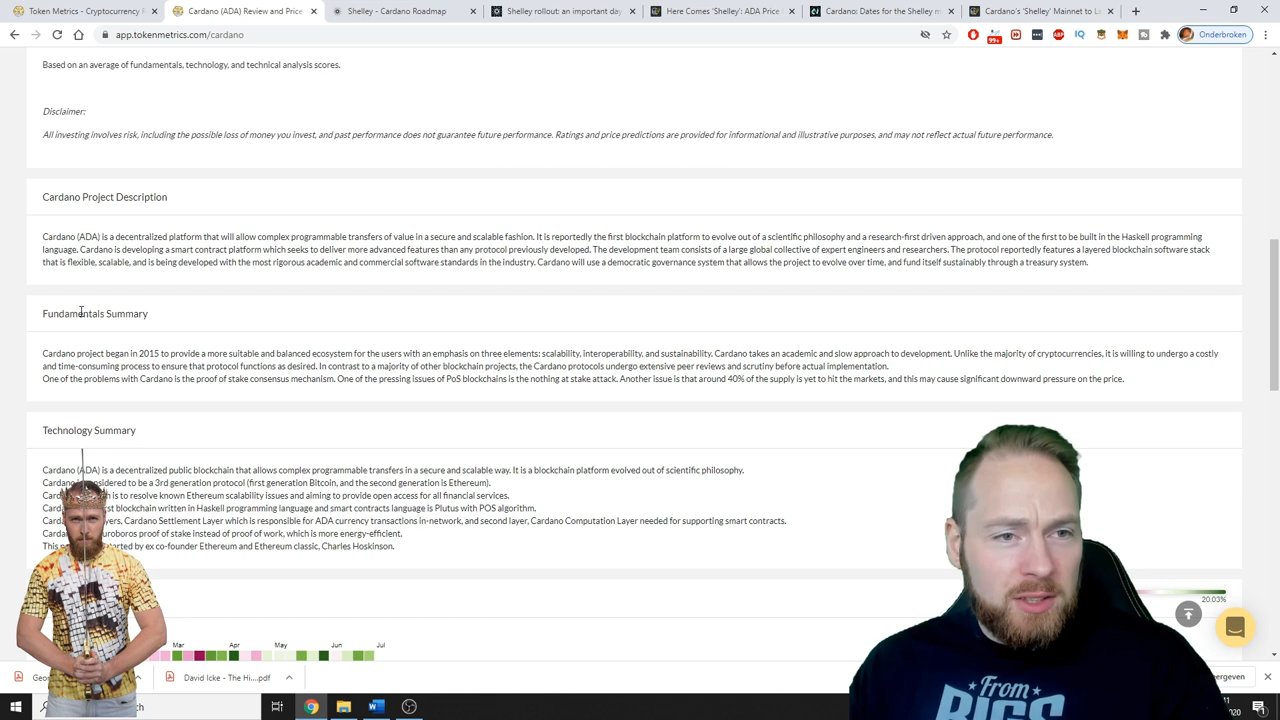 Token Metrics - Cryptocurrency
Cardano (ADA) Review and Price
Shelley - Cardano Roadmap
Shelley rollout: an important day
Here Comes 'Shelley': ADA Price
Cardano: Dates for the Shelley m
Cardano's 'Shelley' Mainnet to La
app.tokenmetrics.com/cardano
99+
ABP
IQ
Onderbroken
Based on an average of fundamentals, technology, and technical analysis scores.
Disclaimer:
All investing involves risk, including the possible loss of money you invest, and past performance does not guarantee future performance. Ratings and price predictions are provided for informational and illustrative purposes, and may not reflect actual future performance.
Cardano Project Description
Cardano (ADA) is a decentralized platform that will allow complex programmable transfers of value in a secure and scalable fashion. It is reportedly the first blockchain platform to evolve out of a scientific philosophy and a research-first driven approach, and one of the first to be built in the Haskell programming
language. Cardano is developing a smart contract platform which seeks to deliver more advanced features than any protocol previously developed. The development team consists of a large global collective of expert engineers and researchers. The protocol reportedly features a layered blockchain software stack
that is flexible, scalable, and is being developed with the most rigorous academic and commercial software standards in the industry. Cardano will use a democratic governance system that allows the project to evolve over time, and fund itself sustainably through a treasury system.
Fundamentals Summary
Cardano project began in 2015 to provide a more suitable and balanced ecosystem for the users with an emphasis on three elements: scalability, interoperability, and sustainability. Cardano takes an academic and slow approach to development. Unlike the majority of cryptocurrencies, it is willing to undergo a costly
and time-consuming process to ensure that protocol functions as desired. In contrast to a majority of other blockchain projects, the Cardano protocols undergo extensive peer reviews and scrutiny before actual implementation.
One of the problems with Cardano is the proof of stake consensus mechanism. One of the pressing issues of PoS blockchains is the nothing at stake attack. Another issue is that around 40% of the supply is yet to hit the markets, and this may cause significant downward pressure on the price.
Technology Summary
Cardano (ADA) is a decentralized public blockchain that allows complex programmable transfers in a secure and scalable way. It is a blockchain platform evolved out of scientific philosophy.
considered to be a 3rd generation protocol (first generation Bitcoin, and the second generation is Ethereum).
is to resolve known Ethereum scalability issues and aiming to provide open access for all financial services.
blockchain written in Haskell programming language and smart contracts language is Plutus with POS algorithm.
Cardano Settlement Layer which is responsible for ADA currency transactions in-network, and second layer, Cardano Computation Layer needed for supporting smart contracts.
proof of stake instead of proof of work, which is more energy-efficient.
This by ex co-founder Ethereum and Ethereum classic, Charles Hoskinson.
20.03%
Mar Apr May Jun Jul
David Icke - The Hi....pdf
FROM